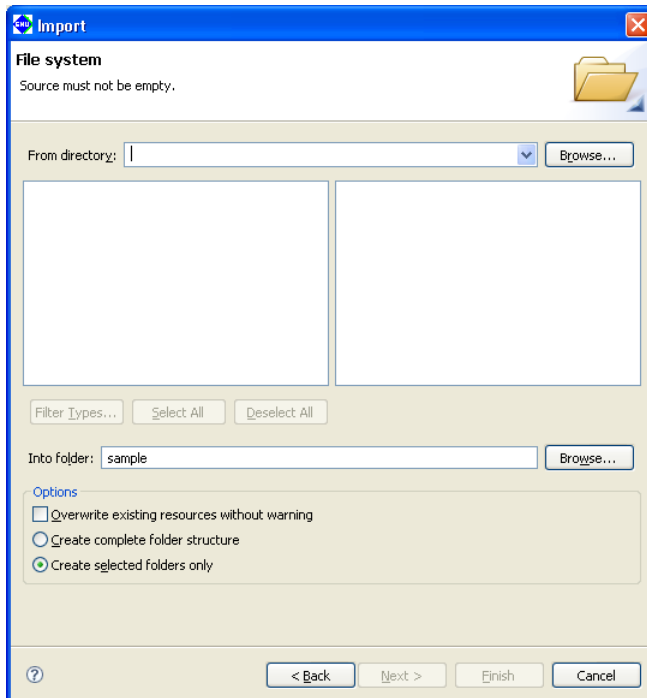 Import
File system
Source must not be empty.
From directory:
Browse...
Filter Types...
Select All
Deselect All
Into folder:
sample
Browse...
Options
Overwrite existing resources without warning
Create complete folder structure
Create selected folders only
?
< Back
Next >
Finish
Cancel